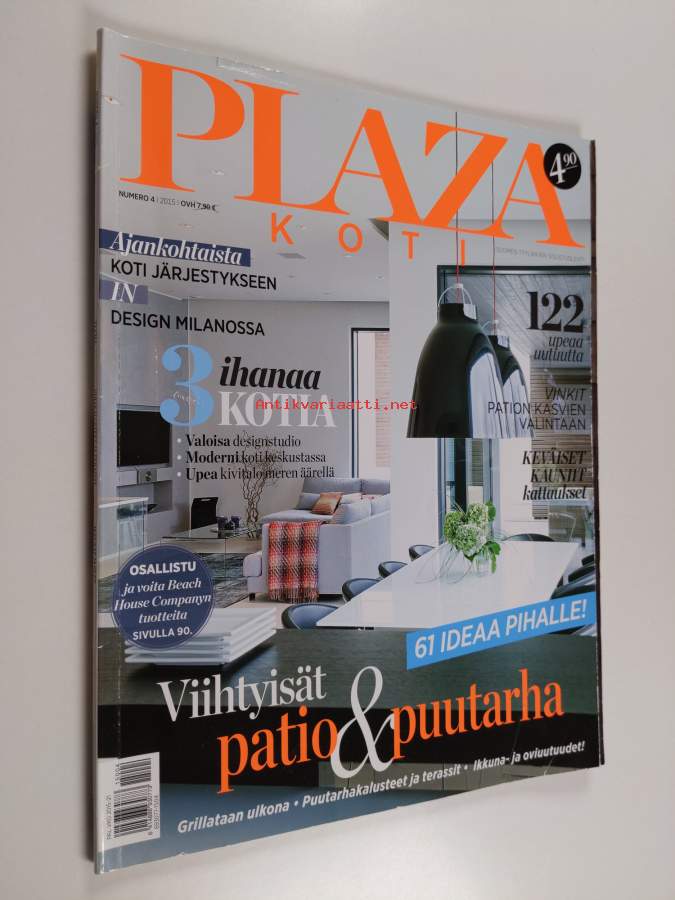 PLAZA
KOTI
4,90
NUMERO 4 | 2015 | OVH 7,90 €
Ajankohtaista
KOTI JÄRJESTYKSEEN
IN
DESIGN MILANOSSA
3 ihanaa
KOTIA
• Valoisa designstudio
• Moderni koti keskustassa
• Upea kivitalo meren äärellä
122
upeaa
uutuutta
VINKIT
PATION KASVIEN
VALINTAAN
KEVÄISET
KAUNIIT
kattaukset
Antikvariaatti.net
OSALLISTU
ja voita Beach
House Companyn
tuotteita
SIVULLA 90.
61 IDEAA PIHALLE!
Viihtyisät
patio & puutarha
Grillataan ulkona • Puutarhakalusteet ja terassit • Ikkuna- ja oviuutuudet!